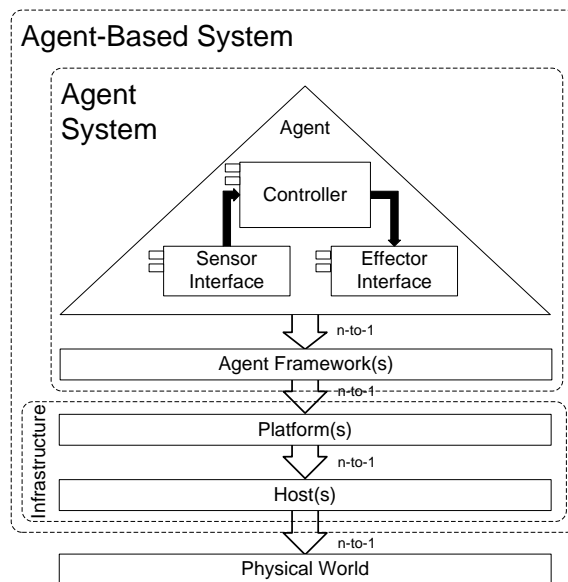 Agent-Based System
Agent
System
Agent
Controller
Sensor
Interface
Effector
Interface
n-to-1
Agent Framework(s)
n-to-1
Infrastructure
Platform(s)
n-to-1
Host(s)
n-to-1
Physical World